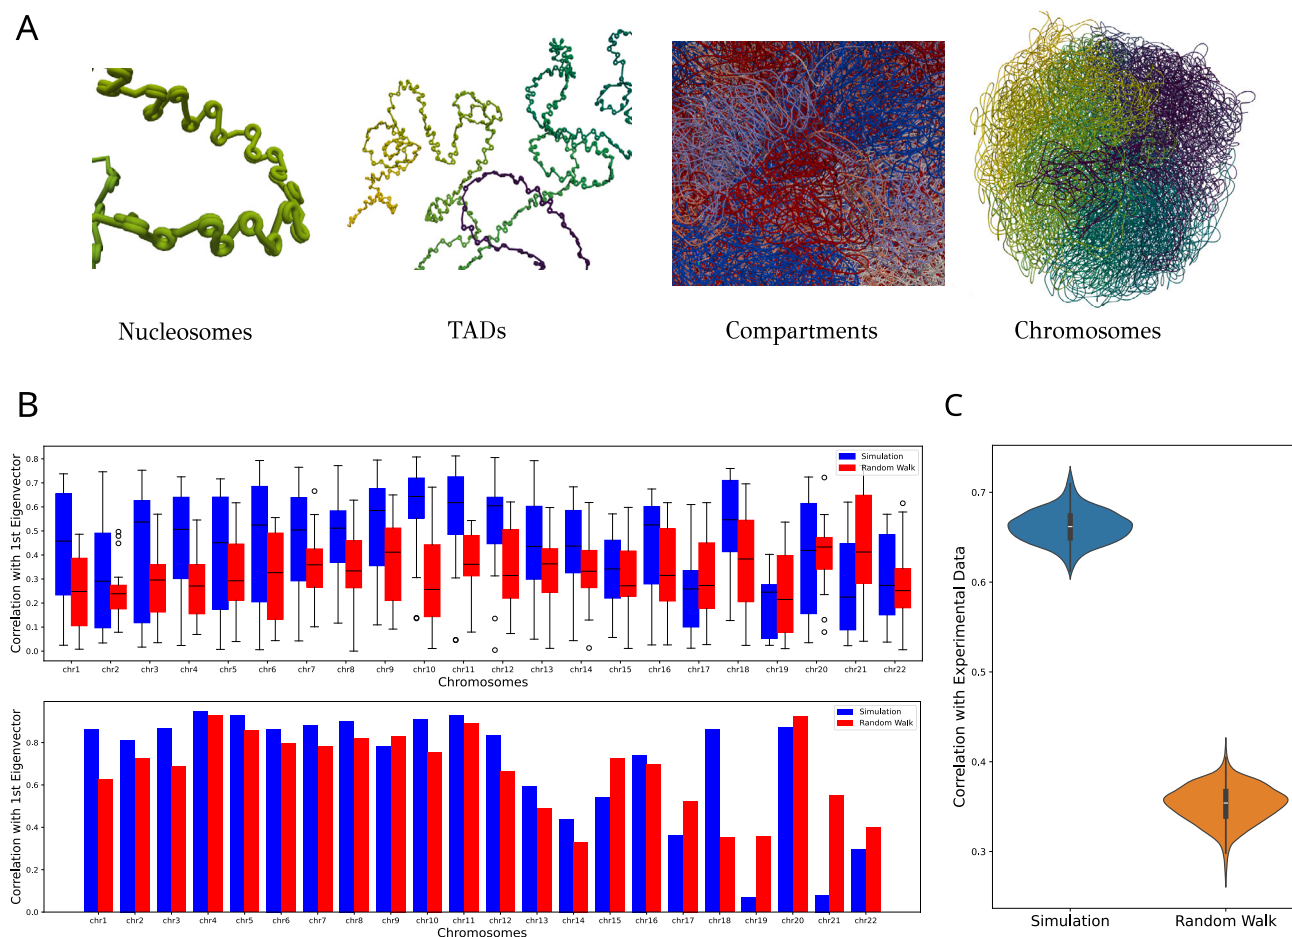 A
Nucleosomes
TADs
Compartments
Chromosomes
B
Correlation with 1st Eigenvector
0.8
0.7
0.6
0.5
0.4
0.3
0.2
0.1
0.0
Simulation
Random Walk
chr1 chr2 chr3 chr4 chr5 chr6 chr7 chr8 chr9 chr10 chr11 chr12 chr13 chr14 chr15 chr16 chr17 chr18 chr19 chr20 chr21 chr22
Chromosomes
Correlation with 1st Eigenvector
0.8
0.6
0.4
0.2
0.0
Simulation
Random Walk
chr1 chr2 chr3 chr4 chr5 chr6 chr7 chr8 chr9 chr10 chr11 chr12 chr13 chr14 chr15 chr16 chr17 chr18 chr19 chr20 chr21 chr22
Chromosomes
C
Correlation with Experimental Data
0.7
0.6
0.5
0.4
0.3
Simulation Random Walk